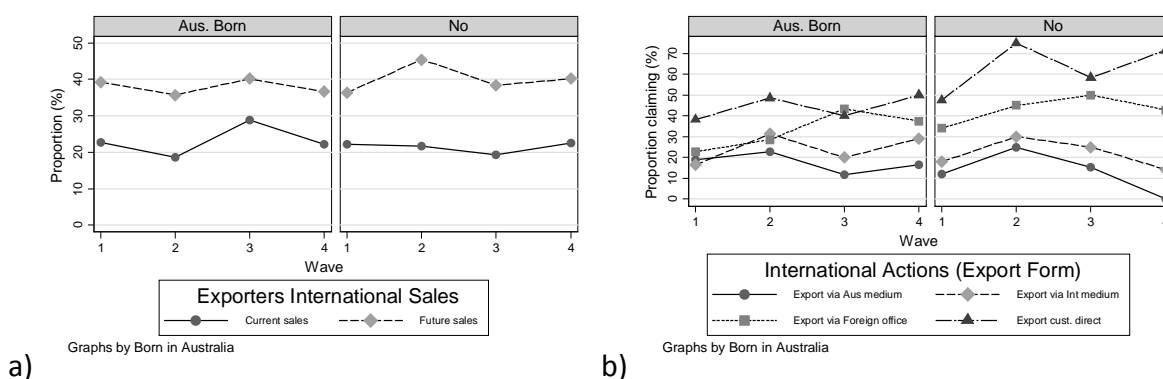 Aus. Born
No
Proportion (%)
50
40
30
20
10
0
1
2
3
4
1
2
3
4
Wave
Exporters International Sales
Current sales
Future sales
Graphs by Born in Australia
a)
Aus. Born
No
Proportion claiming (%)
70
60
50
40
30
20
10
0
1
2
3
4
1
2
3
Wave
International Actions (Export Form)
Export via Aus medium
Export via Int medium
Export via Foreign office
Export cust. direct
Graphs by Born in Australia
b)